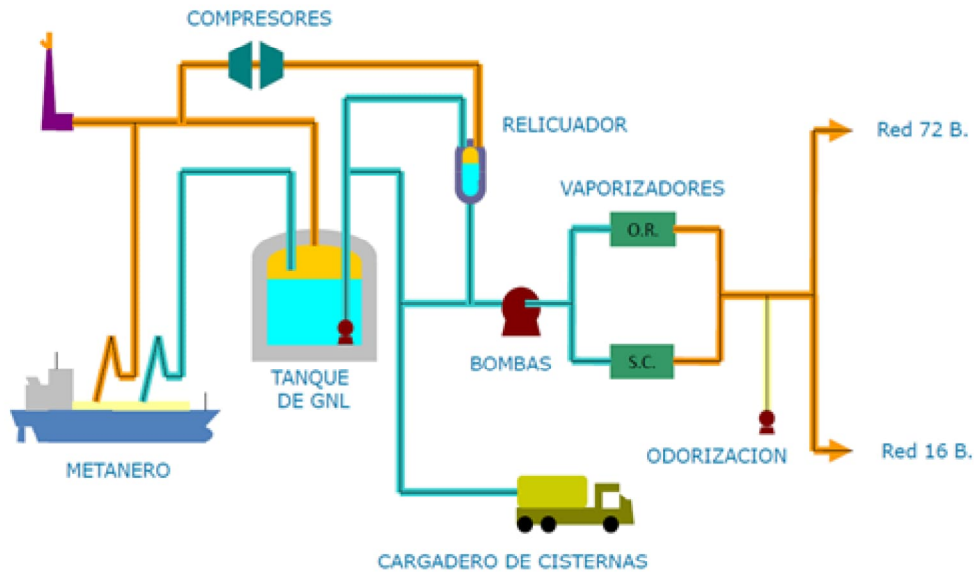 COMPRESORES
RELICUADOR
Red 72 B.
VAPORIZADORES
O.R.
BOMBAS
S.C.
TANQUE
DE GNL
METANERO
ODORIZACION
Red 16 B.
CARGADERO DE CISTERNAS